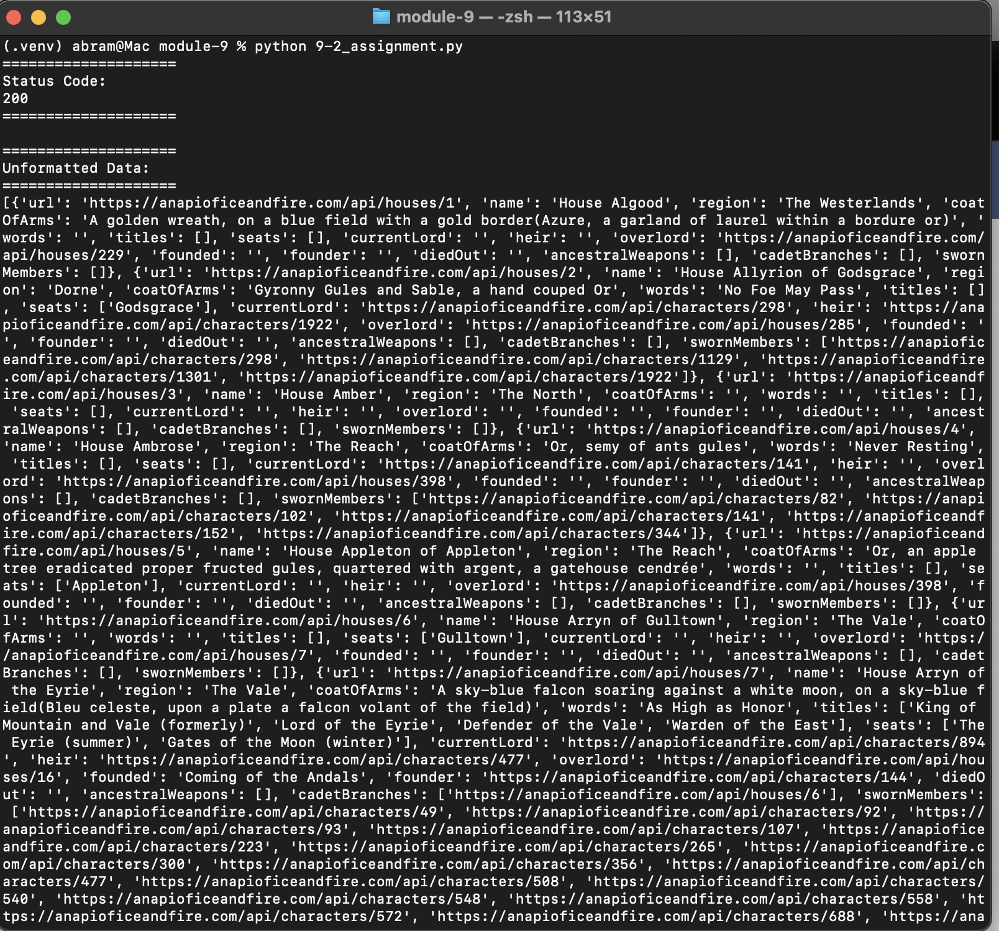 module-9 — -zsh — 113×51
(.venv) abram@Mac module-9 % python 9-2_assignment.py
====================
Status Code:
200
====================
====================
Unformatted Data:
====================
[{'url': 'https://anapioficeandfire.com/api/houses/1', 'name': 'House Algood', 'region': 'The Westerlands', 'coat
OfArms': 'A golden wreath, on a blue field with a gold border(Azure, a garland of laurel within a bordure or)', '
words': '', 'titles': [], 'seats': [], 'currentLord': '', 'heir': '', 'overlord': 'https://anapioficeandfire.com/
api/houses/229', 'founded': '', 'founder': '', 'diedOut': '', 'ancestralWeapons': [], 'cadetBranches': [], 'sworn
Members': []}, {'url': 'https://anapioficeandfire.com/api/houses/2', 'name': 'House Allyrion of Godsgrace', 'regi
on': 'Dorne', 'coatOfArms': 'Gyronny Gules and Sable, a hand couped Or', 'words': 'No Foe May Pass', 'titles': []
, 'seats': ['Godsgrace'], 'currentLord': 'https://anapioficeandfire.com/api/characters/298', 'heir': 'https://ana
pioficeandfire.com/api/characters/1922', 'overlord': 'https://anapioficeandfire.com/api/houses/285', 'founded': '
', 'founder': '', 'diedOut': '', 'ancestralWeapons': [], 'cadetBranches': [], 'swornMembers': ['https://anapiofic
eandfire.com/api/characters/298', 'https://anapioficeandfire.com/api/characters/1129', 'https://anapioficeandfire
.com/api/characters/1301', 'https://anapioficeandfire.com/api/characters/1922']}, {'url': 'https://anapioficeandf
ire.com/api/houses/3', 'name': 'House Amber', 'region': 'The North', 'coatOfArms': '', 'words': '', 'titles': [],
 'seats': [], 'currentLord': '', 'heir': '', 'overlord': '', 'founded': '', 'founder': '', 'diedOut': '', 'ancest
ralWeapons': [], 'cadetBranches': [], 'swornMembers': []}, {'url': 'https://anapioficeandfire.com/api/houses/4',
'name': 'House Ambrose', 'region': 'The Reach', 'coatOfArms': 'Or, semy of ants gules', 'words': 'Never Resting',
 'titles': [], 'seats': [], 'currentLord': 'https://anapioficeandfire.com/api/characters/141', 'heir': '', 'overl
ord': 'https://anapioficeandfire.com/api/houses/398', 'founded': '', 'founder': '', 'diedOut': '', 'ancestralWeap
ons': [], 'cadetBranches': [], 'swornMembers': ['https://anapioficeandfire.com/api/characters/82', 'https://anapi
oficeandfire.com/api/characters/102', 'https://anapioficeandfire.com/api/characters/141', 'https://anapioficeandf
ire.com/api/characters/152', 'https://anapioficeandfire.com/api/characters/344']}, {'url': 'https://anapioficeand
fire.com/api/houses/5', 'name': 'House Appleton of Appleton', 'region': 'The Reach', 'coatOfArms': 'Or, an apple
tree eradicated proper fructed gules, quartered with argent, a gatehouse cendrée', 'words': '', 'titles': [], 'se
ats': ['Appleton'], 'currentLord': '', 'heir': '', 'overlord': 'https://anapioficeandfire.com/api/houses/398', 'f
ounded': '', 'founder': '', 'diedOut': '', 'ancestralWeapons': [], 'cadetBranches': [], 'swornMembers': []}, {'ur
l': 'https://anapioficeandfire.com/api/houses/6', 'name': 'House Arryn of Gulltown', 'region': 'The Vale', 'coatO
fArms': '', 'words': '', 'titles': [], 'seats': ['Gulltown'], 'currentLord': '', 'heir': '', 'overlord': 'https:/
/anapioficeandfire.com/api/houses/7', 'founded': '', 'founder': '', 'diedOut': '', 'ancestralWeapons': [], 'cadet
Branches': [], 'swornMembers': []}, {'url': 'https://anapioficeandfire.com/api/houses/7', 'name': 'House Arryn of
 the Eyrie', 'region': 'The Vale', 'coatOfArms': 'A sky-blue falcon soaring against a white moon, on a sky-blue f
ield(Bleu celeste, upon a plate a falcon volant of the field)', 'words': 'As High as Honor', 'titles': ['King of
Mountain and Vale (formerly)', 'Lord of the Eyrie', 'Defender of the Vale', 'Warden of the East'], 'seats': ['The
 Eyrie (summer)', 'Gates of the Moon (winter)'], 'currentLord': 'https://anapioficeandfire.com/api/characters/894
', 'heir': 'https://anapioficeandfire.com/api/characters/477', 'overlord': 'https://anapioficeandfire.com/api/hou
ses/16', 'founded': 'Coming of the Andals', 'founder': 'https://anapioficeandfire.com/api/characters/144', 'diedO
ut': '', 'ancestralWeapons': [], 'cadetBranches': ['https://anapioficeandfire.com/api/houses/6'], 'swornMembers':
 ['https://anapioficeandfire.com/api/characters/49', 'https://anapioficeandfire.com/api/characters/92', 'https://
anapioficeandfire.com/api/characters/93', 'https://anapioficeandfire.com/api/characters/107', 'https://anapiofice
andfire.com/api/characters/223', 'https://anapioficeandfire.com/api/characters/265', 'https://anapioficeandfire.c
om/api/characters/300', 'https://anapioficeandfire.com/api/characters/356', 'https://anapioficeandfire.com/api/ch
aracters/477', 'https://anapioficeandfire.com/api/characters/508', 'https://anapioficeandfire.com/api/characters/
540', 'https://anapioficeandfire.com/api/characters/548', 'https://anapioficeandfire.com/api/characters/558', 'ht
tps://anapioficeandfire.com/api/characters/572', 'https://anapioficeandfire.com/api/characters/688', 'https://ana